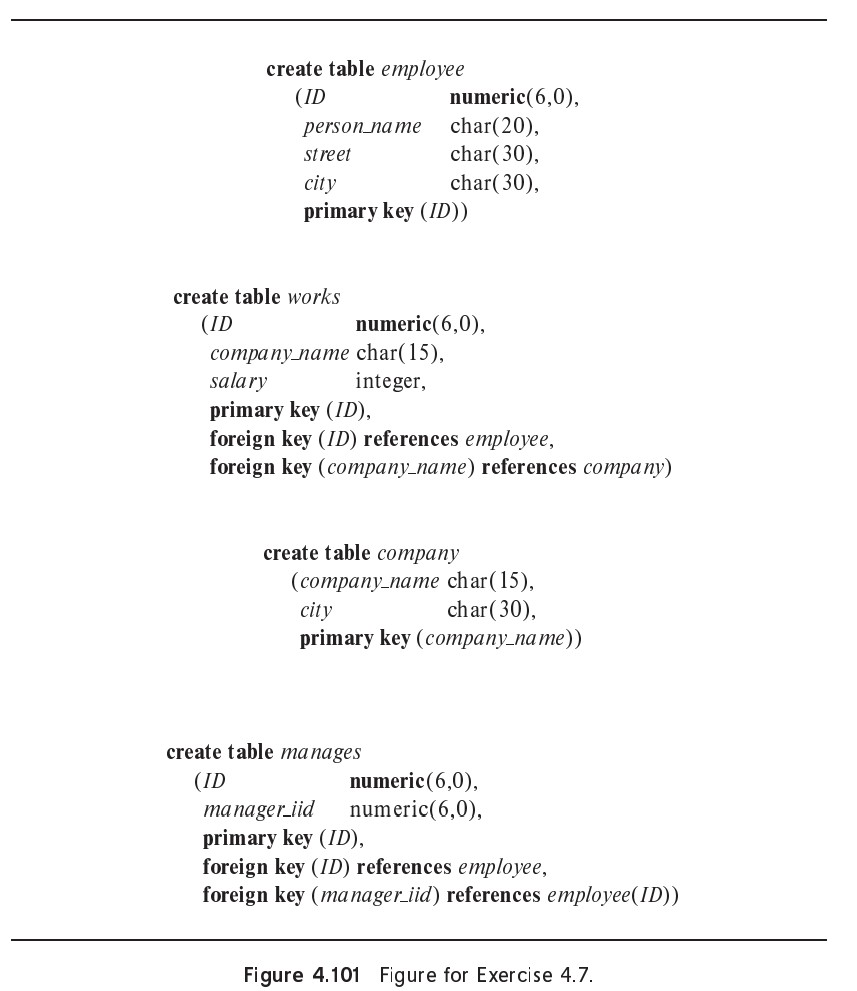 create table employee
(ID numeric(6,0),
person_name char(20),
street char(30),
city char(30),
primary key (ID))
create table works
(ID numeric(6,0),
company_name char(15),
salary integer,
primary key (ID),
foreign key (ID) references employee,
foreign key (company_name) references company)
create table company
(company_name char(15),
city char(30),
primary key (company_name))
create table manages
(ID numeric(6,0),
manager_iid numeric(6,0),
primary key (ID),
foreign key (ID) references employee,
foreign key (manager_iid) references employee(ID))
Figure 4.101 Figure for Exercise 4.7.